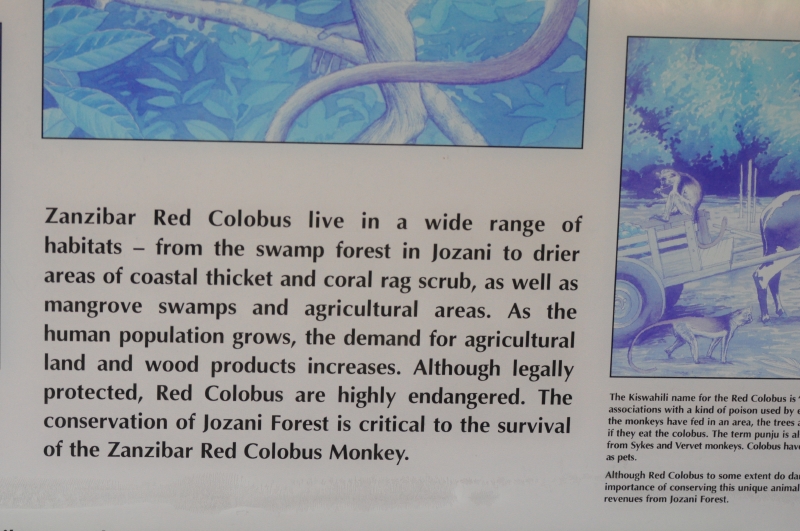 Zanzibar Red Colobus live in a wide range of
habitats – from the swamp forest in Jozani to drier
areas of coastal thicket and coral rag scrub, as well as
mangrove swamps and agricultural areas. As the
human population grows, the demand for agricultural
land and wood products increases. Although legally
protected, Red Colobus are highly endangered. The
conservation of Jozani Forest is critical to the survival
of the Zanzibar Red Colobus Monkey.
The Kiswahili name for the Red Colobus is
associations with a kind of poison used by
the monkeys have fed in an area, the trees
if they eat the colobus. The term punju is
from Sykes and Vervet monkeys. Colobus
as pets.
Although Red Colobus to some extent do
importance of conserving this unique animal
revenues from Jozani Forest.